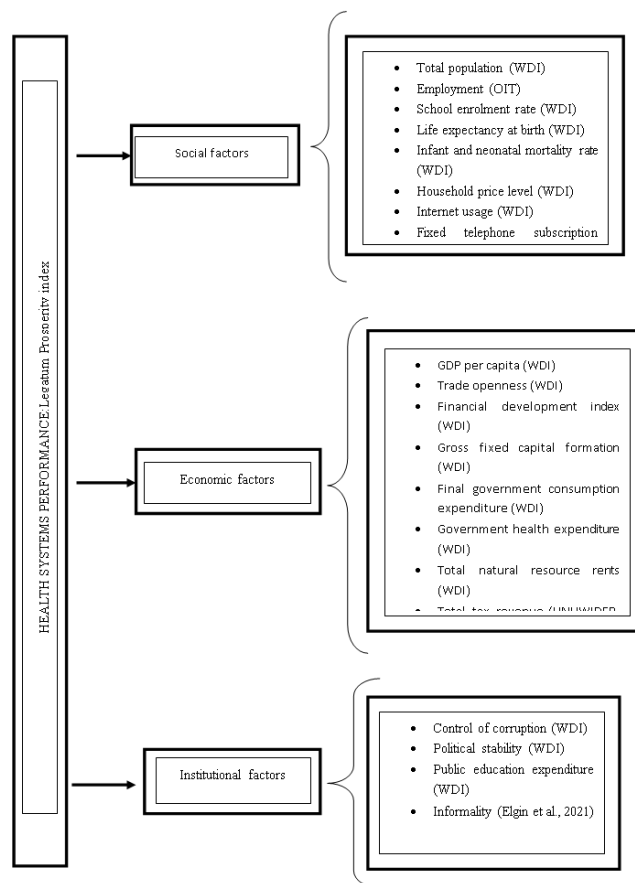 HEALTH SYSTEMS PERFORMANCE: Legatum Prosperity index
Social factors
• Total population (WDI)
• Employment (OIT)
• School enrolment rate (WDI)
• Life expectancy at birth (WDI)
• Infant and neonatal mortality rate
(WDI)
• Household price level (WDI)
• Internet usage (WDI)
• Fixed telephone subscription
Economic factors
• GDP per capita (WDI)
• Trade openness (WDI)
• Financial development index
(WDI)
• Gross fixed capital formation
(WDI)
• Final government consumption
expenditure (WDI)
• Government health expenditure
(WDI)
• Total natural resource rents
(WDI)
• Total tax revenue (UNUWIDER,
Institutional factors
• Control of corruption (WDI)
• Political stability (WDI)
• Public education expenditure
(WDI)
• Informality (Elgin et al., 2021)